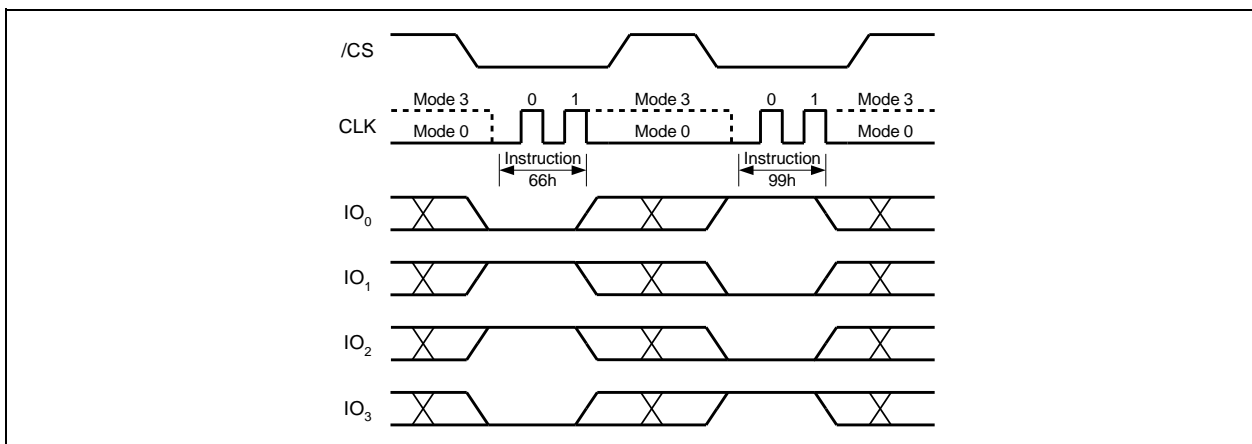 /CS
Mode 3 0 1 Mode 3 0 1 Mode 3
CLK
Mode 0 Mode 0 Mode 0
Instruction Instruction
66h 99h
IO0
IO1
IO2
IO3